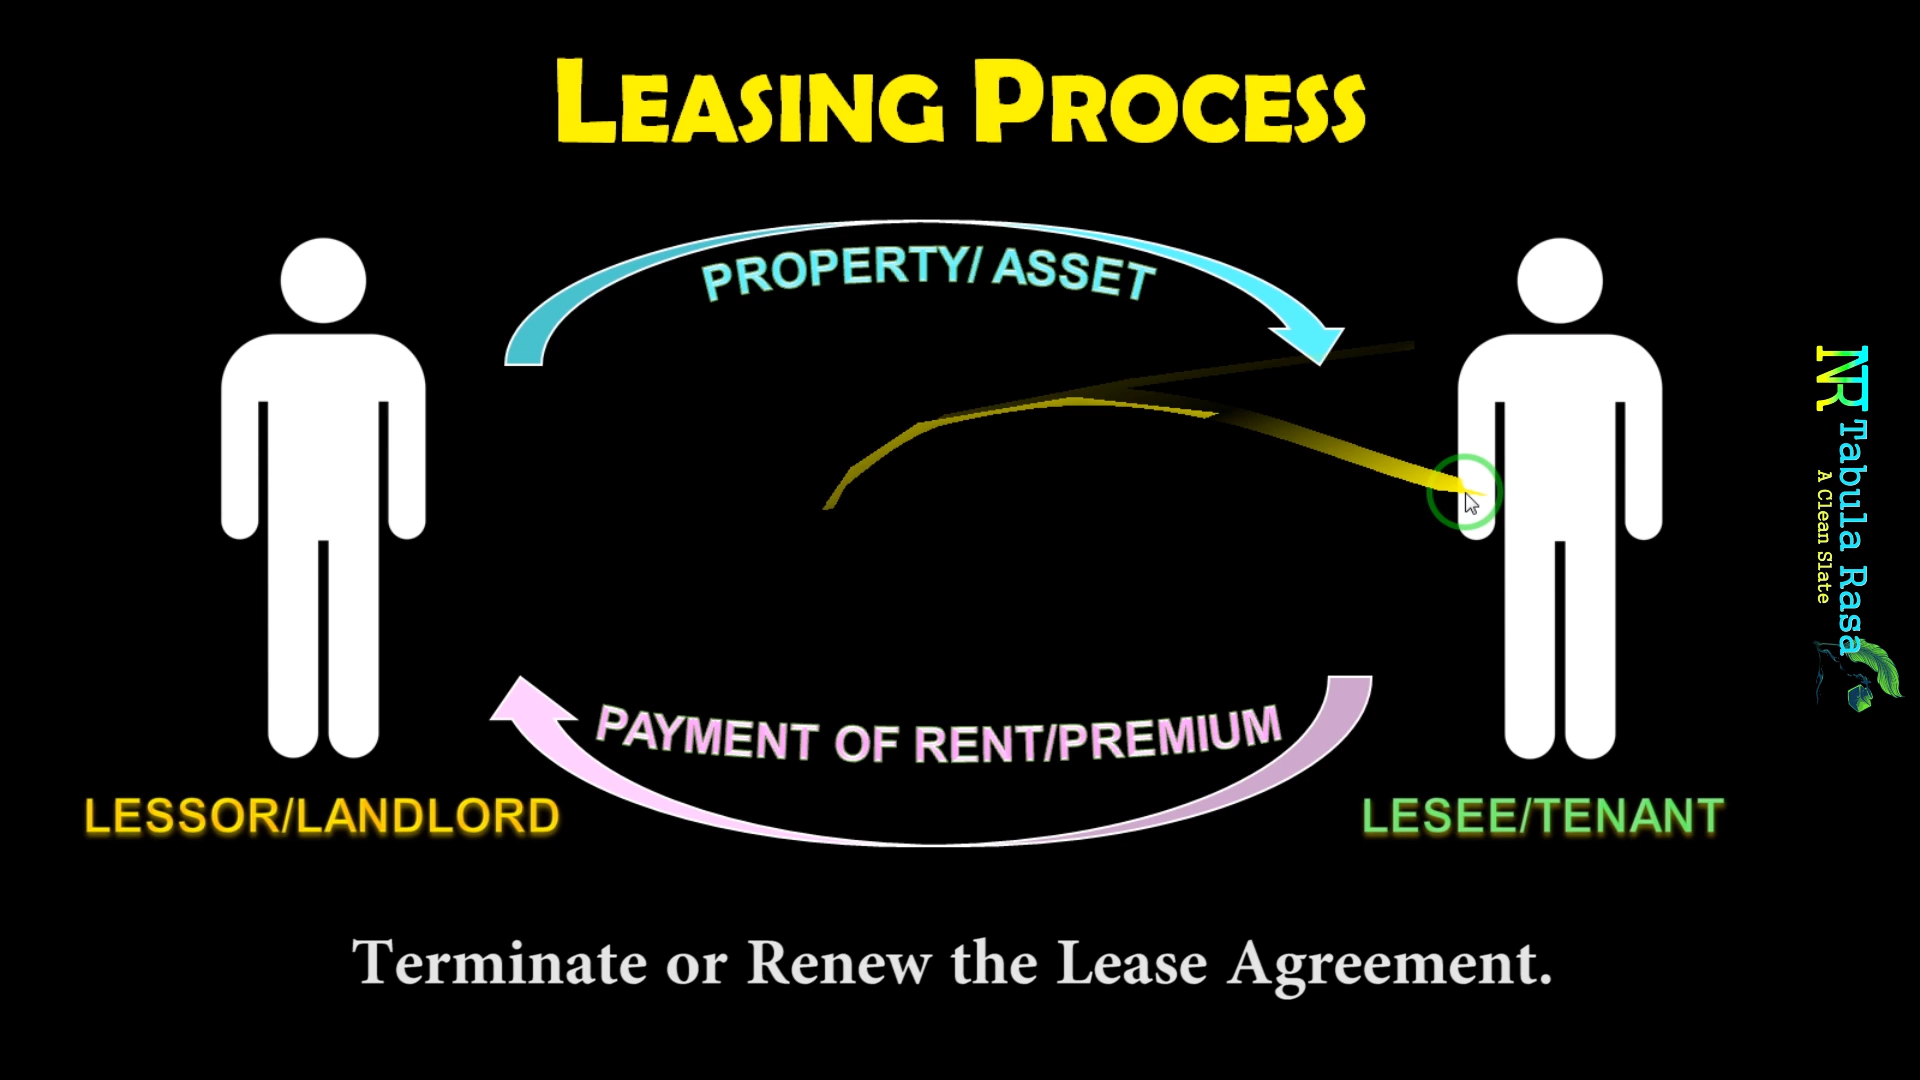 LEASING PROCESS
PROPERTY/ ASSET
PAYMENT OF RENT/PREMIUM
LESSOR/LANDLORD
LESEE/TENANT
Terminate or Renew the Lease Agreement.
NR Tabula Rasa
A Clean Slate